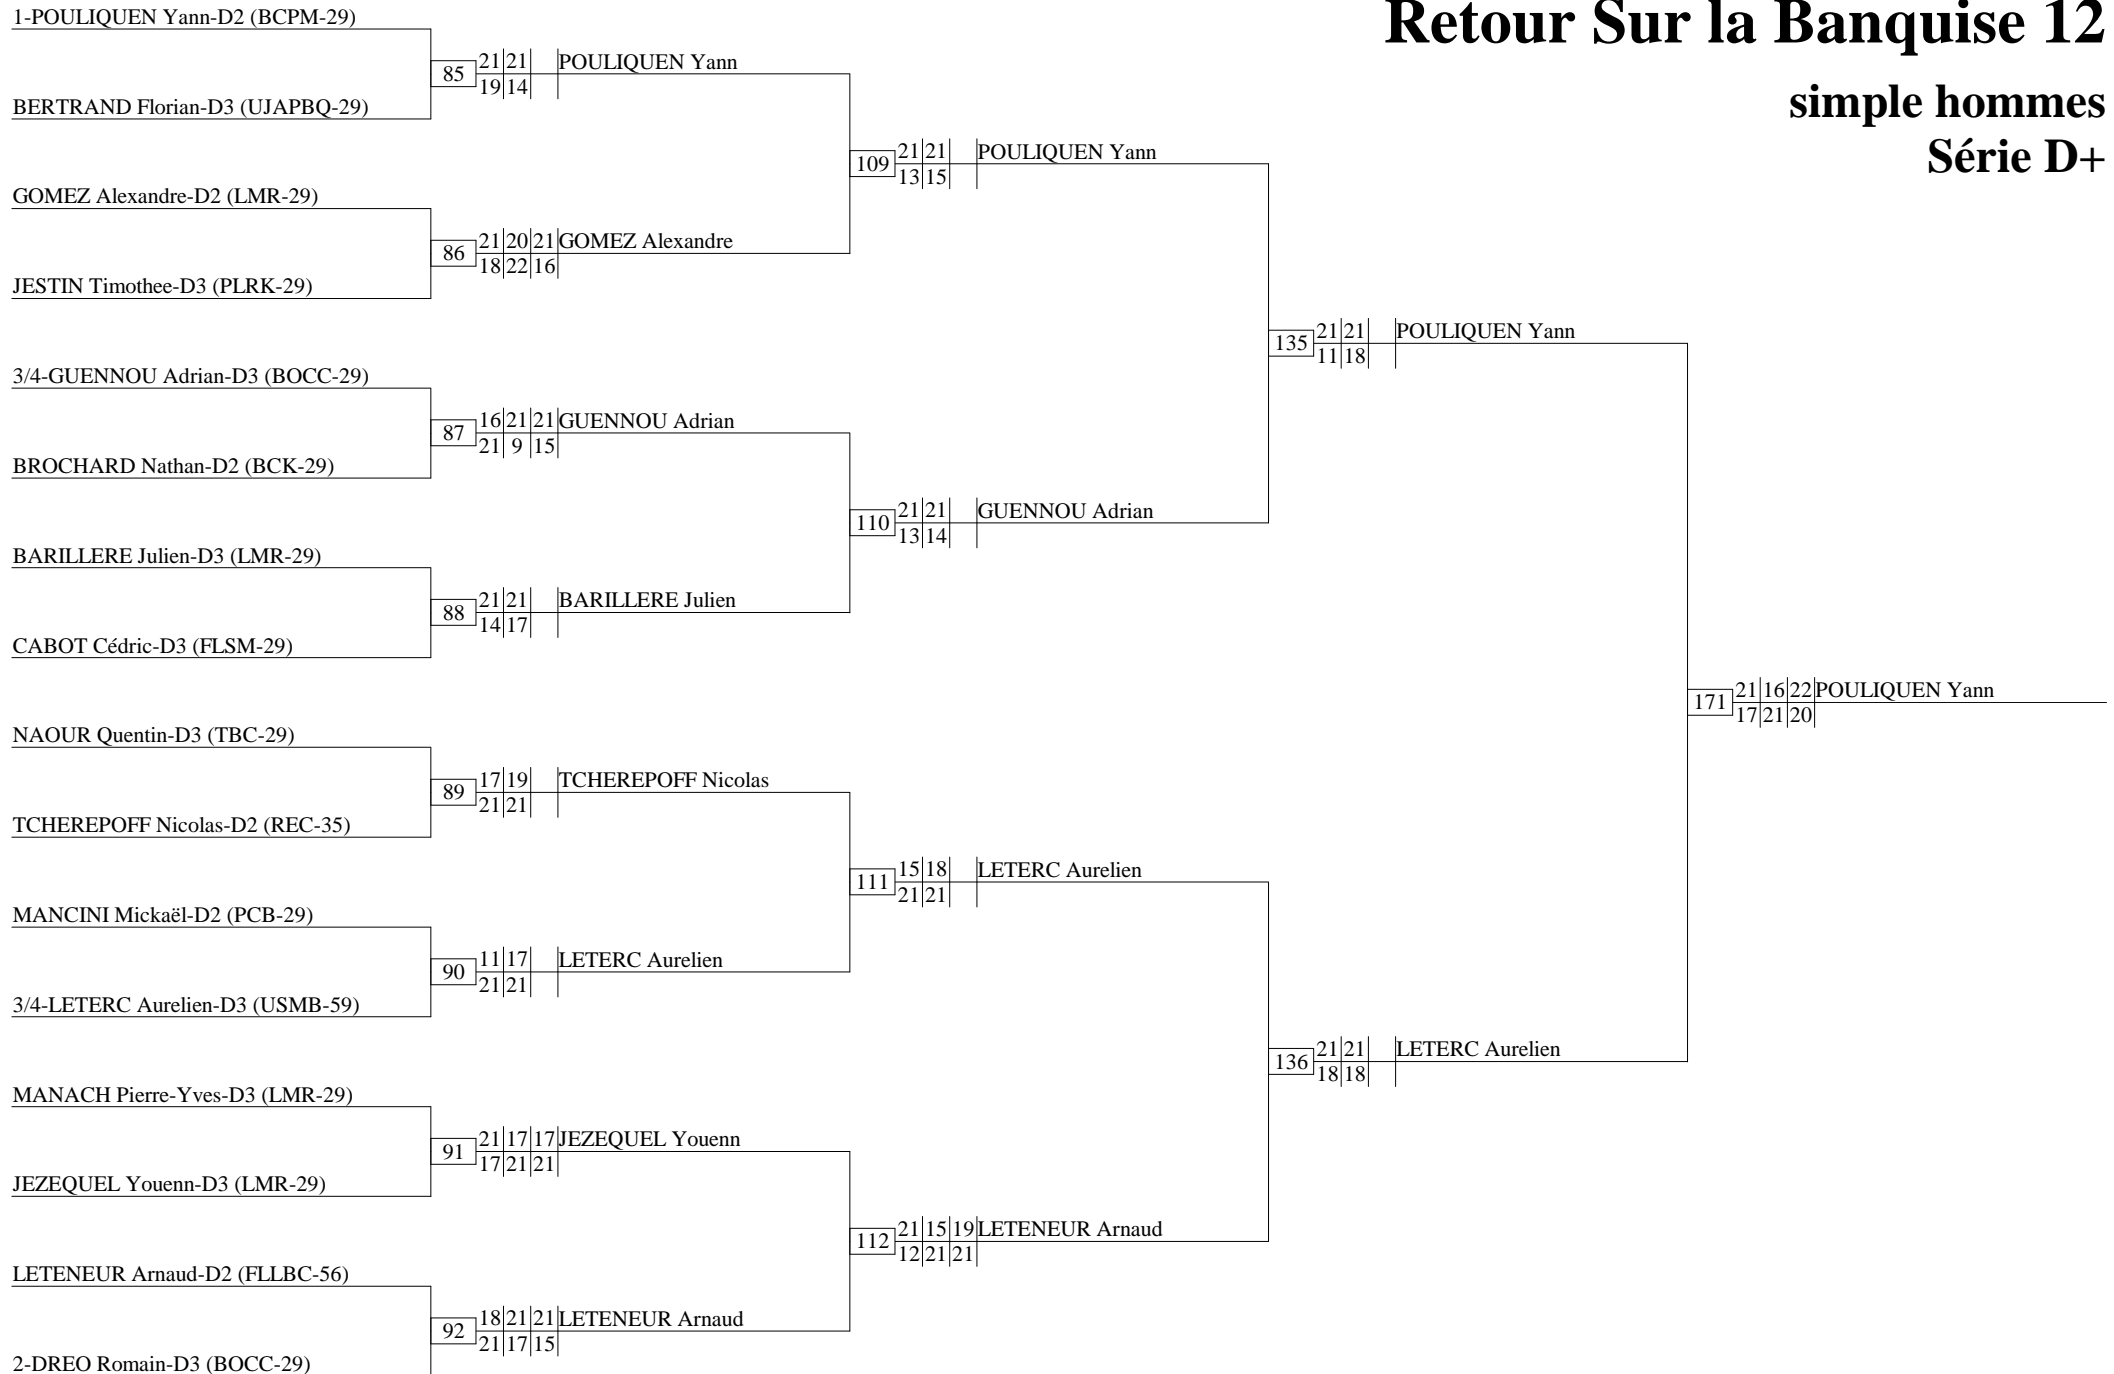 Retour Sur la Banquise 12
simple hommes
Série D+
1-POULIQUEN Yann-D2 (BCPM-29)
85 21 21 POULIQUEN Yann
19 14
BERTRAND Florian-D3 (UJAPBQ-29)
109 21 21 POULIQUEN Yann
13 15
GOMEZ Alexandre-D2 (LMR-29)
86 21 20 21 GOMEZ Alexandre
18 22 16
JESTIN Timothee-D3 (PLRK-29)
135 21 21 POULIQUEN Yann
11 18
3/4-GUENNOU Adrian-D3 (BOCC-29)
87 16 21 21 GUENNOU Adrian
21 9 15
BROCHARD Nathan-D2 (BCK-29)
110 21 21 GUENNOU Adrian
13 14
BARILLERE Julien-D3 (LMR-29)
88 21 21 BARILLERE Julien
14 17
CABOT Cédric-D3 (FLSM-29)
171 21 16 22 POULIQUEN Yann
17 21 20
NAOUR Quentin-D3 (TBC-29)
89 17 19 TCHEREPOFF Nicolas
21 21
TCHEREPOFF Nicolas-D2 (REC-35)
111 15 18 LETERC Aurelien
21 21
MANCINI Mickaël-D2 (PCB-29)
90 11 17 LETERC Aurelien
21 21
3/4-LETERC Aurelien-D3 (USMB-59)
136 21 21 LETERC Aurelien
18 18
MANACH Pierre-Yves-D3 (LMR-29)
91 21 17 17 JEZEQUEL Youenn
17 21 21
JEZEQUEL Youenn-D3 (LMR-29)
112 21 15 19 LETENEUR Arnaud
12 21 21
LETENEUR Arnaud-D2 (FLLBC-56)
92 18 21 21 LETENEUR Arnaud
21 17 15
2-DREO Romain-D3 (BOCC-29)